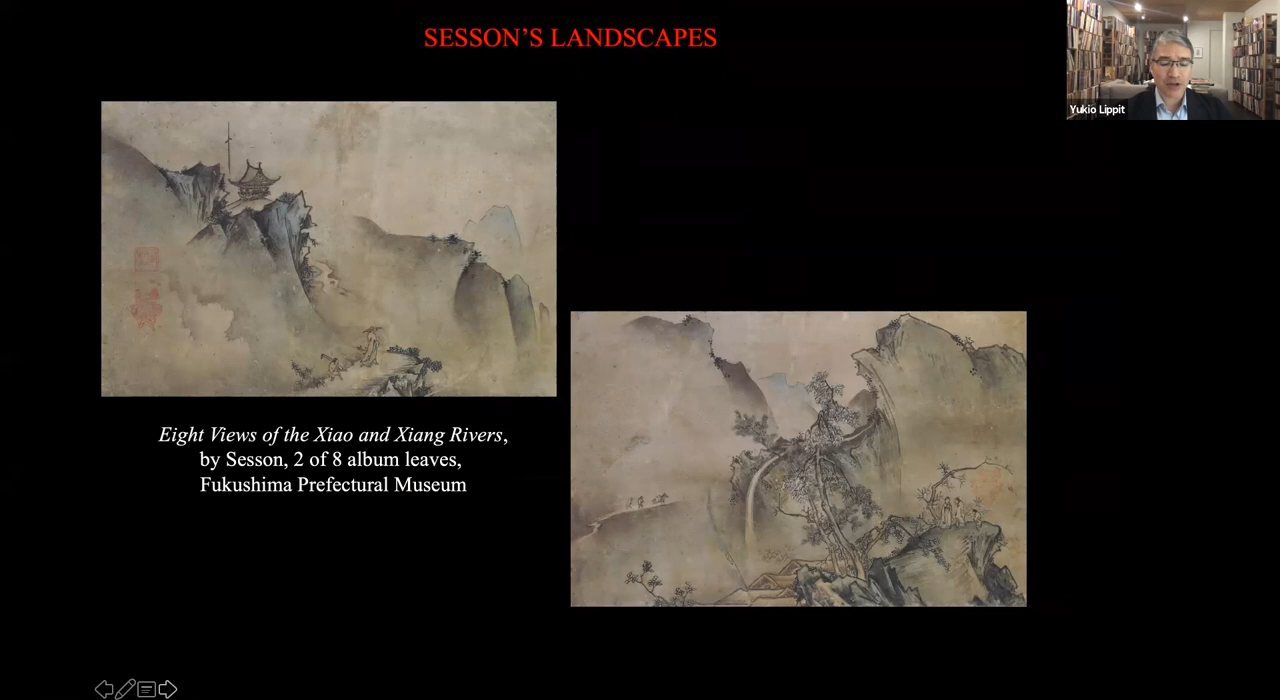 SESSON'S LANDSCAPES
Yukio Lippit
Eight Views of the Xiao and Xiang Rivers,
by Sesson, 2 of 8 album leaves,
Fukushima Prefectural Museum